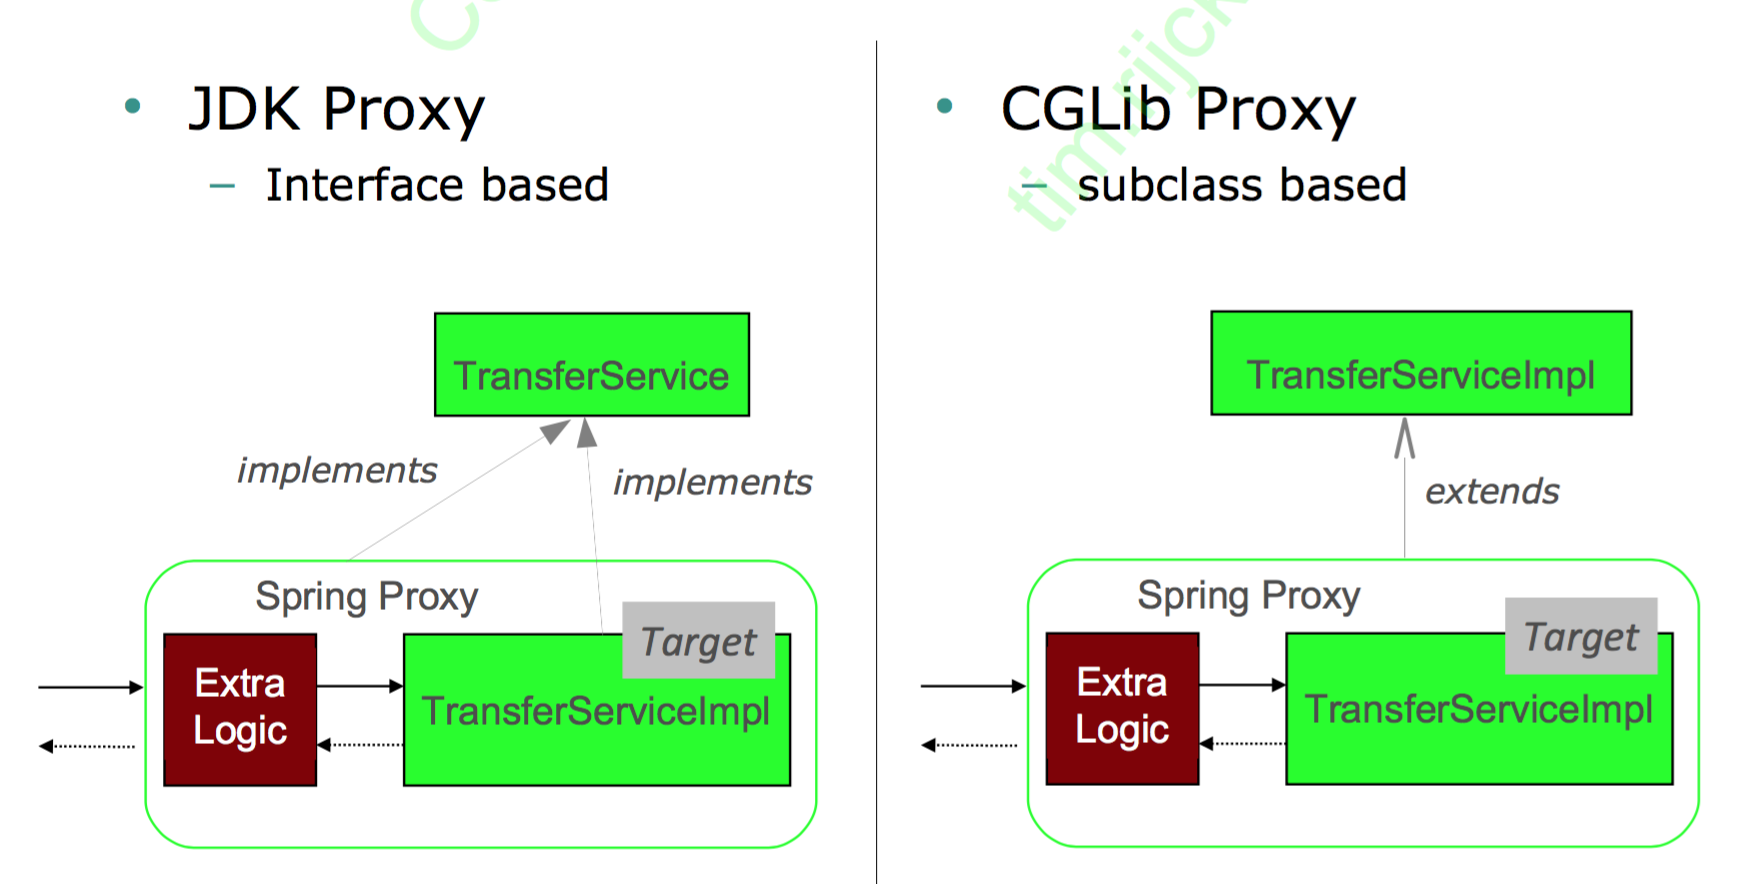 • JDK Proxy
– Interface based
TransferService
implements
implements
Spring Proxy
Target
Extra
Logic
TransferServiceImpl
• CGLib Proxy
– subclass based
TransferServiceImpl
extends
Spring Proxy
Target
Extra
Logic
TransferServiceImpl